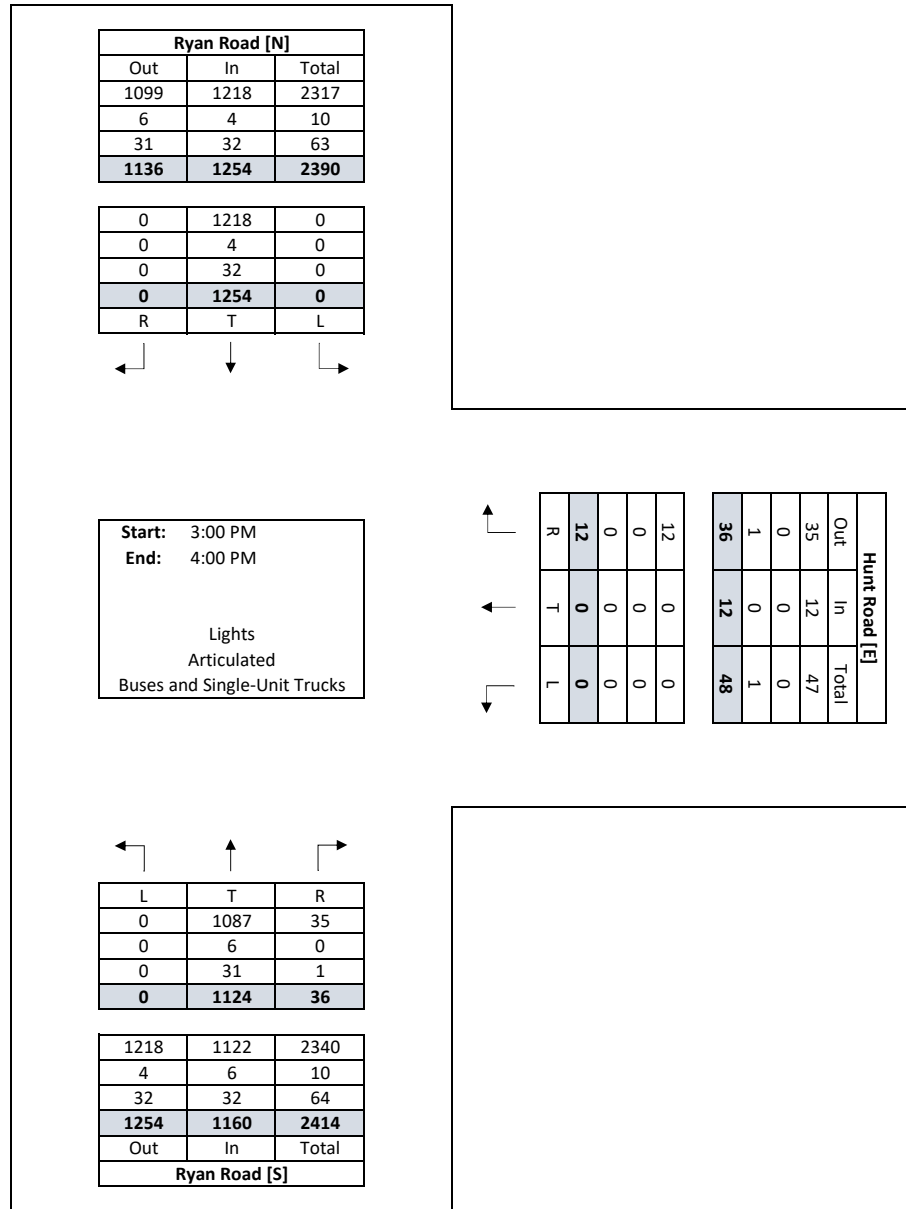 Ryan Road [N]
Out In Total
1099 1218 2317
6 4 10
31 32 63
1136 1254 2390
0 1218 0
0 4 0
0 32 0
0 1254 0
R T L
Start: 3:00 PM
End: 4:00 PM
Lights
Articulated
Buses and Single-Unit Trucks
Hunt Road [E]
Out In Total
35 12 47
0 0 0
1 0 1
36 12 48
12 0 0
0 0 0
0 0 0
12 0 0
R T L
L T R
0 1087 35
0 6 0
0 31 1
0 1124 36
1218 1122 2340
4 6 10
32 32 64
1254 1160 2414
Out In Total
Ryan Road [S]